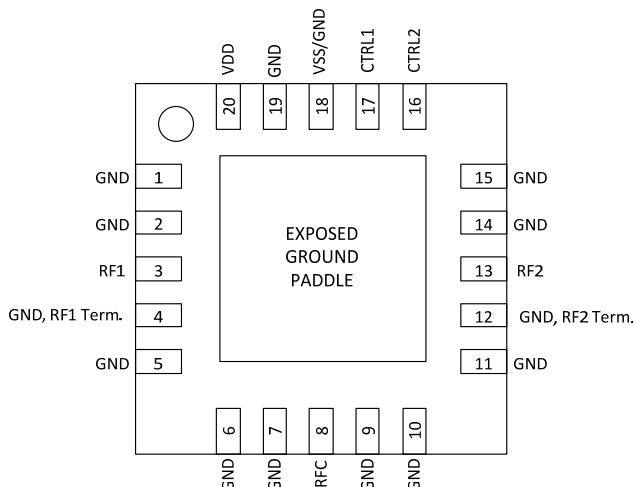 VDD
GND
VSS/GND
CTRL1
CTRL2
20
19
18
17
16
GND 1
15 GND
GND 2
14 GND
EXPOSED
GROUND
PADDLE
RF1 3
13 RF2
GND, RF1 Term. 4
12 GND, RF2 Term.
GND 5
11 GND
6
7
8
9
10
GND
GND
RFC
GND
GND